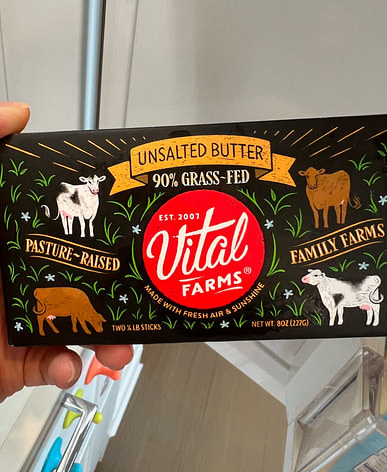 UNSALTED BUTTER
90% GRASS-FED
EST. 2007
PASTURE-RAISED
Vital
FARMS®
FAMILY FARMS
MADE WITH FRESH AIR & SUNSHINE
TWO ¼ LB STICKS
NET WT. 8OZ (227G)